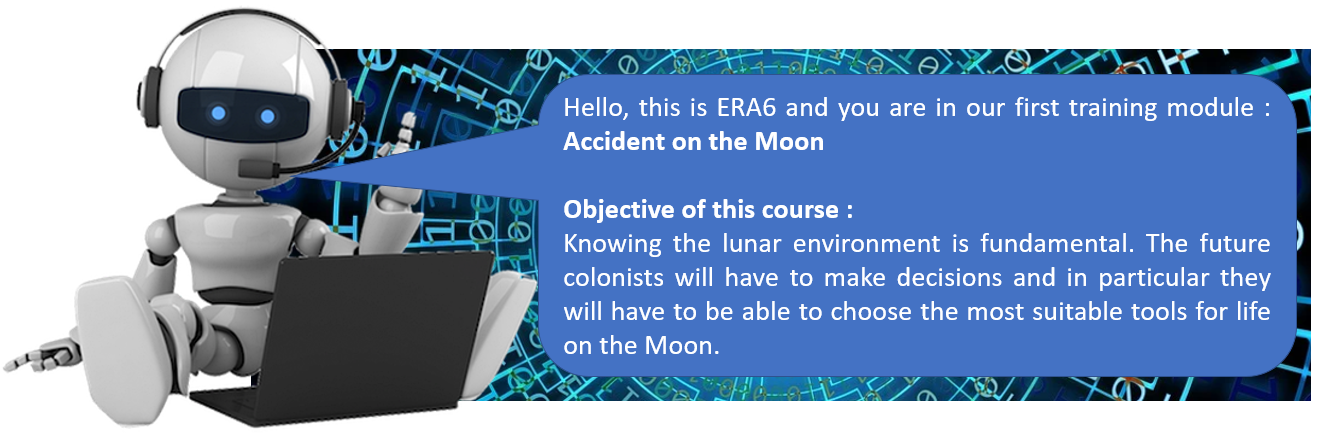 Hello, this is ERA6 and you are in our first training module :
Accident on the Moon
Objective of this course :
Knowing the lunar environment is fundamental. The future
colonists will have to make decisions and in particular they
will have to be able to choose the most suitable tools for life
on the Moon.